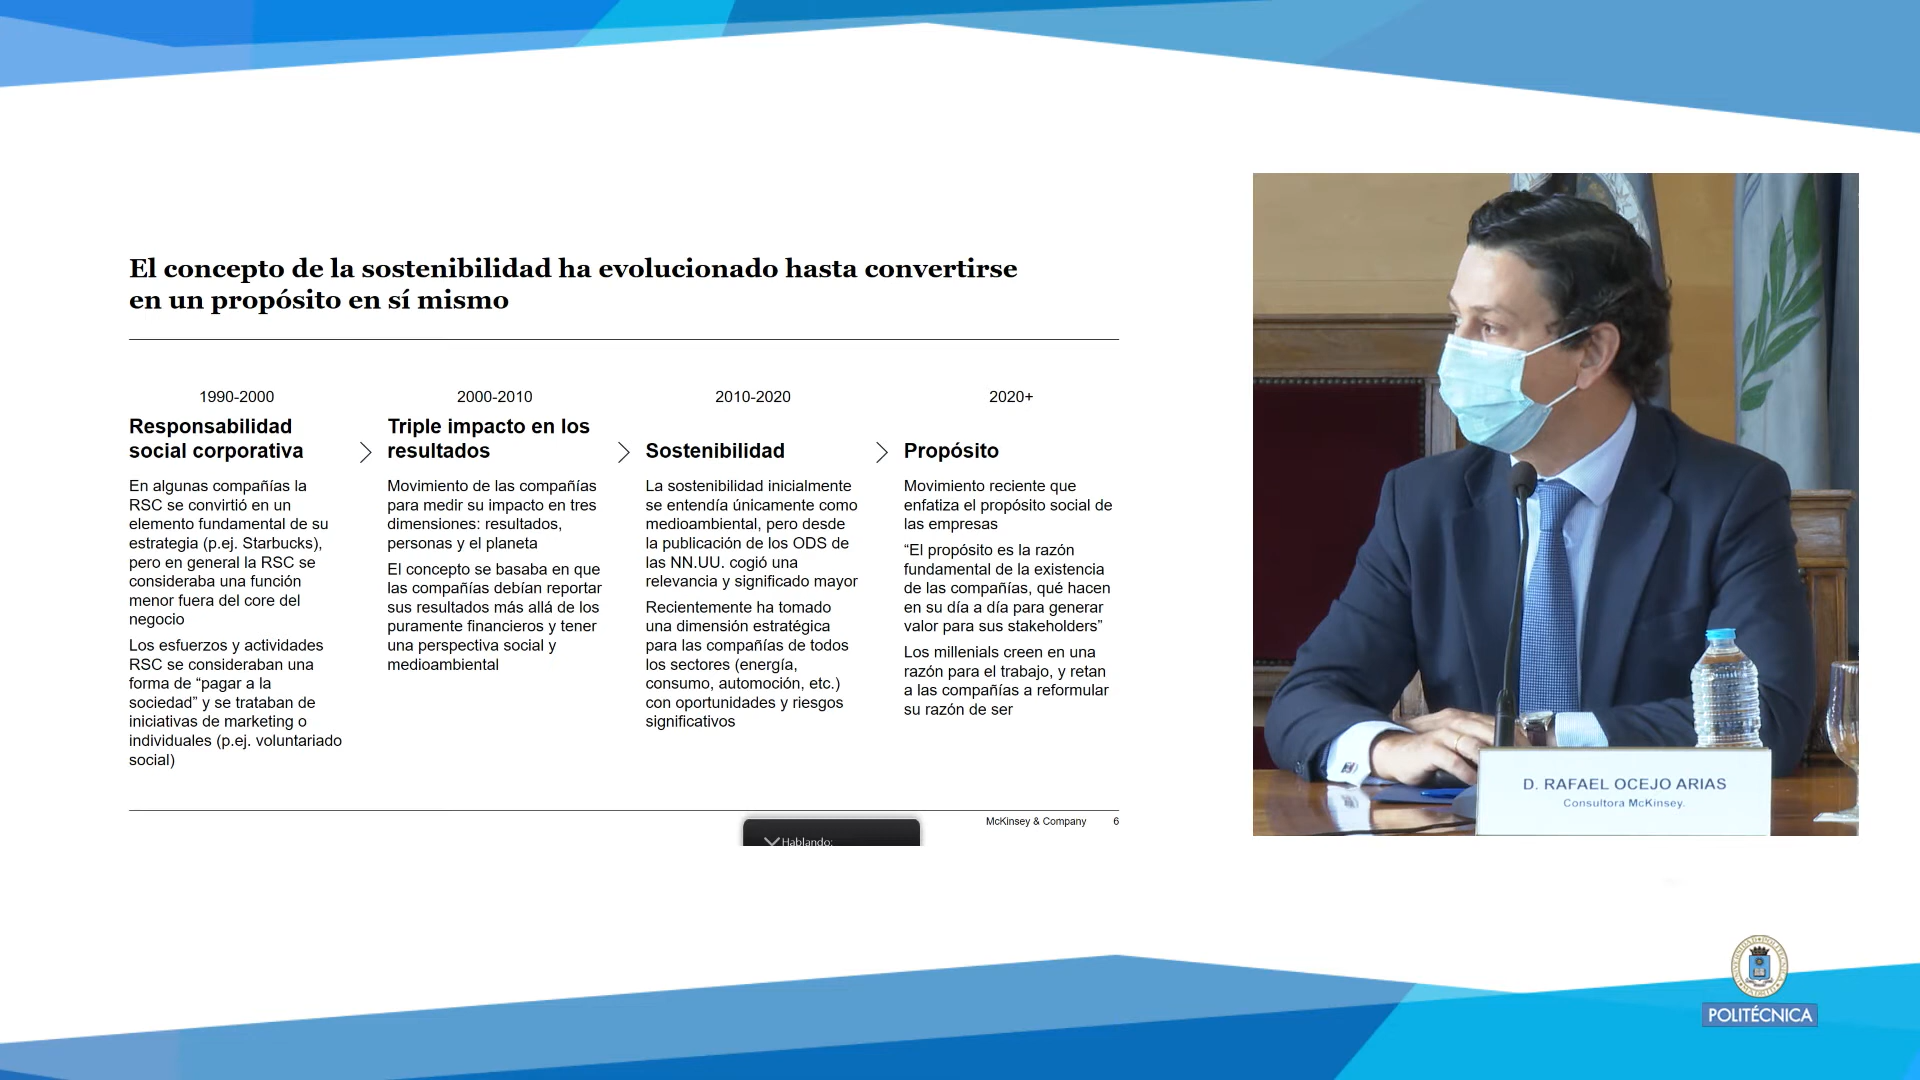 El concepto de la sostenibilidad ha evolucionado hasta convertirse
en un propósito en sí mismo
1990-2000
Responsabilidad
social corporativa
En algunas compañías la
RSC se convirtió en un
elemento fundamental de su
estrategia (p.ej. Starbucks),
pero en general la RSC se
consideraba una función
menor fuera del core del
negocio
Los esfuerzos y actividades
RSC se consideraban una
forma de “pagar a la
sociedad” y se trataban de
iniciativas de marketing o
individuales (p.ej. voluntariado
social)
2000-2010
Triple impacto en los
resultados
Movimiento de las compañías
para medir su impacto en tres
dimensiones: resultados,
personas y el planeta
El concepto se basaba en que
las compañías debían reportar
sus resultados más allá de los
puramente financieros y tener
una perspectiva social y
medioambiental
2010-2020
Sostenibilidad
La sostenibilidad inicialmente
se entendía únicamente como
medioambiental, pero desde
la publicación de los ODS de
las NN.UU. cogió una
relevancia y significado mayor
Recientemente ha tomado
una dimensión estratégica
para las compañías de todos
los sectores (energía,
consumo, automoción, etc.)
con oportunidades y riesgos
significativos
2020+
Propósito
Movimiento reciente que
enfatiza el propósito social de
las empresas
“El propósito es la razón
fundamental de la existencia
de las compañías, qué hacen
en su día a día para generar
valor para sus stakeholders”
Los millenials creen en una
razón para el trabajo, y retan
a las compañías a reformular
su razón de ser
McKinsey & Company 6
Hablando:
D. RAFAEL OCEJO ARIAS
Consultora McKinsey.
POLITÉCNICA